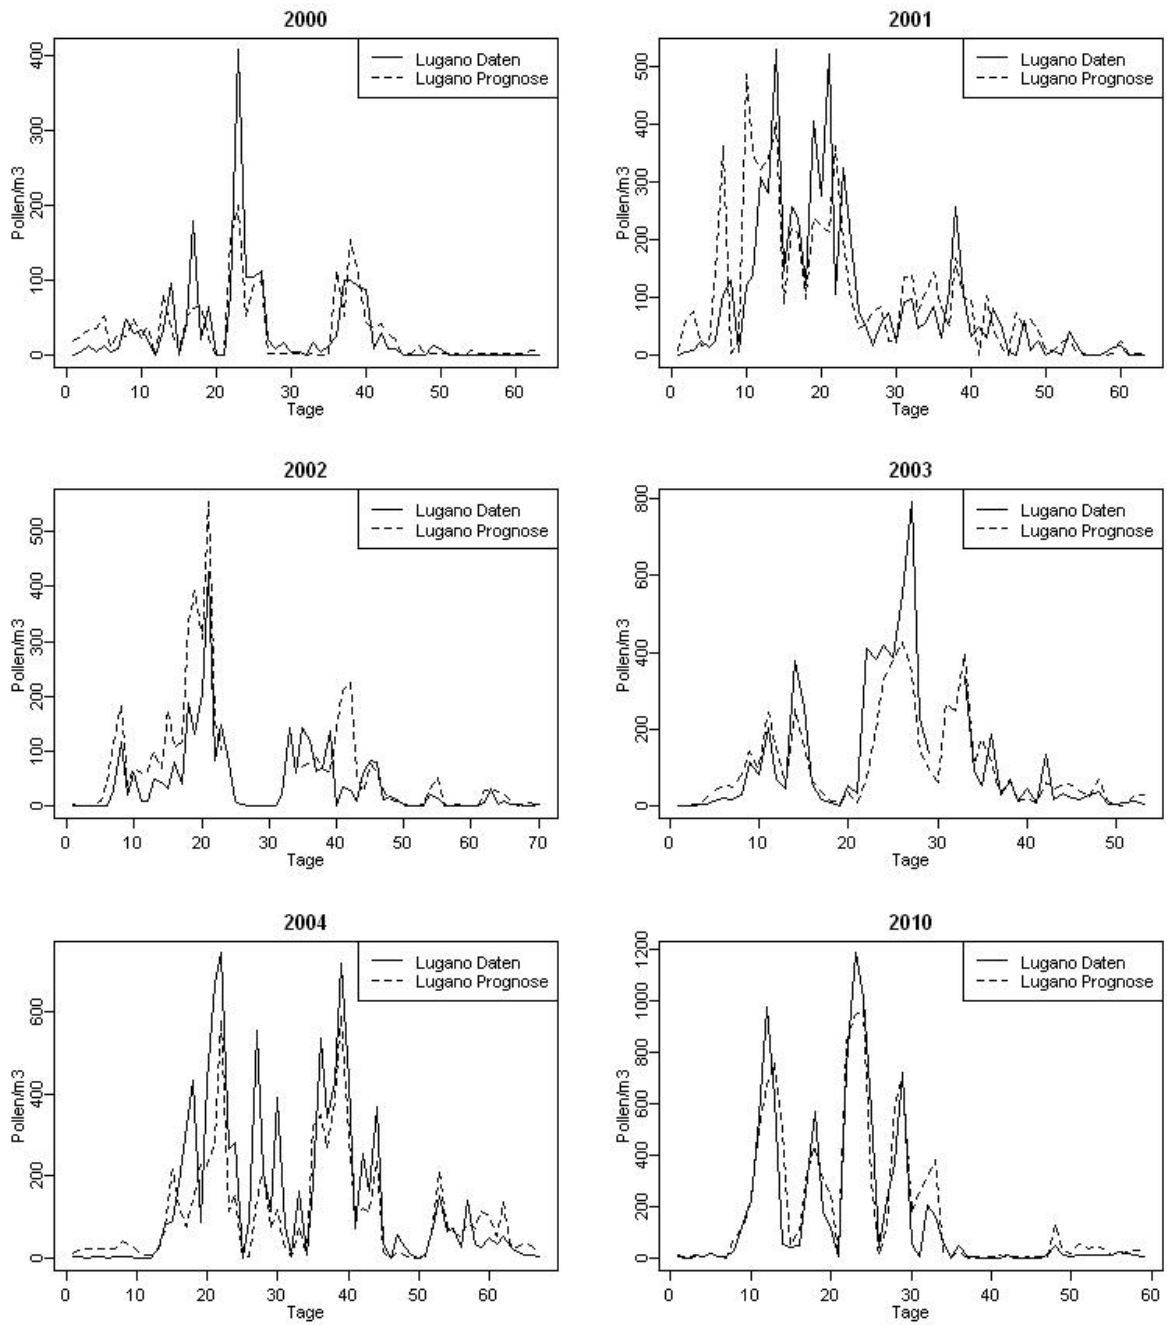 2000
Lugano Daten
Lugano Prognose
Pollen/m3
0 100 200 300 400
0 10 20 30 40 50 60
Tage
2001
Lugano Daten
Lugano Prognose
Pollen/m3
0 100 200 300 400 500
0 10 20 30 40 50 60
Tage
2002
Lugano Daten
Lugano Prognose
Pollen/m3
0 100 200 300 400 500
0 10 20 30 40 50 60 70
Tage
2003
Lugano Daten
Lugano Prognose
Pollen/m3
0 200 400 600 800
0 10 20 30 40 50
Tage
2004
Lugano Daten
Lugano Prognose
Pollen/m3
0 200 400 600
0 10 20 30 40 50 60
Tage
2010
Lugano Daten
Lugano Prognose
Pollen/m3
0 200 400 600 800 1000 1200
0 10 20 30 40 50 60
Tage